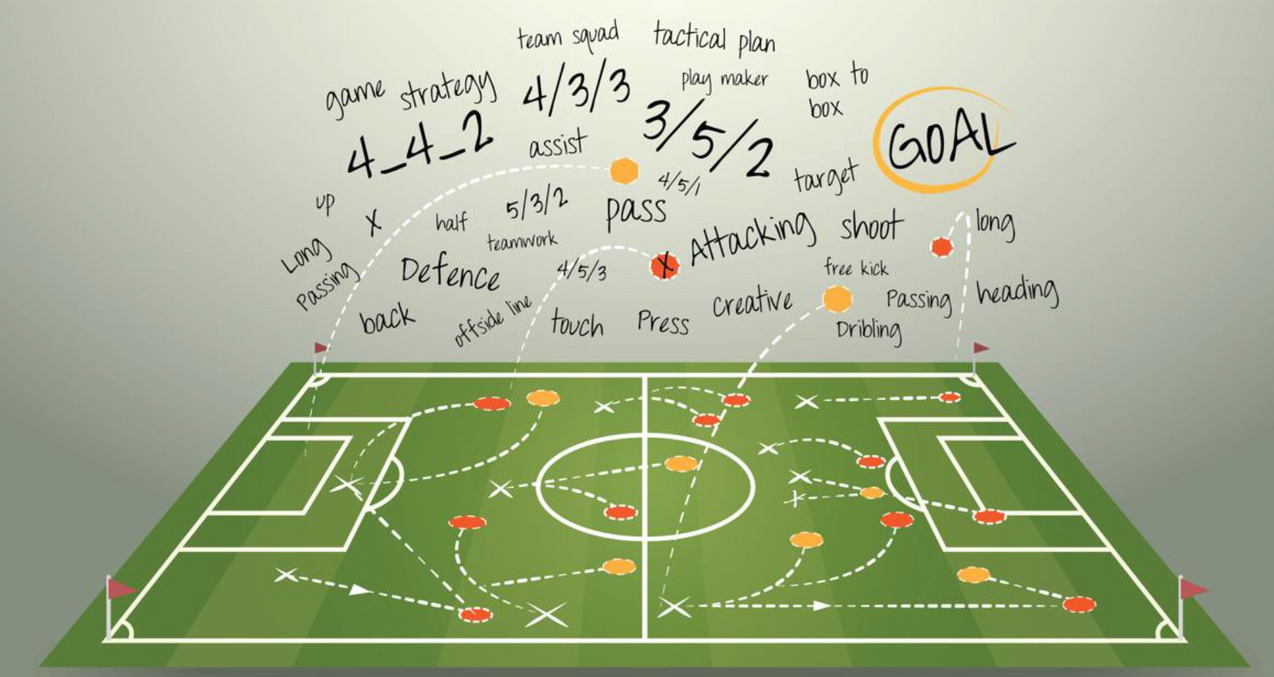 team squad
tactical plan
game strategy
4/3/3
play maker
box to
box
4_4_2
assist
3/5/2
GOAL
4/5/1
target
up
X
half
5/3/2
pass
Attacking
shoot
long
Long
Passing
teamwork
Defence
4/5/3
X
free kick
back
offside line
touch
Press
creative
Passing
heading
Dribling